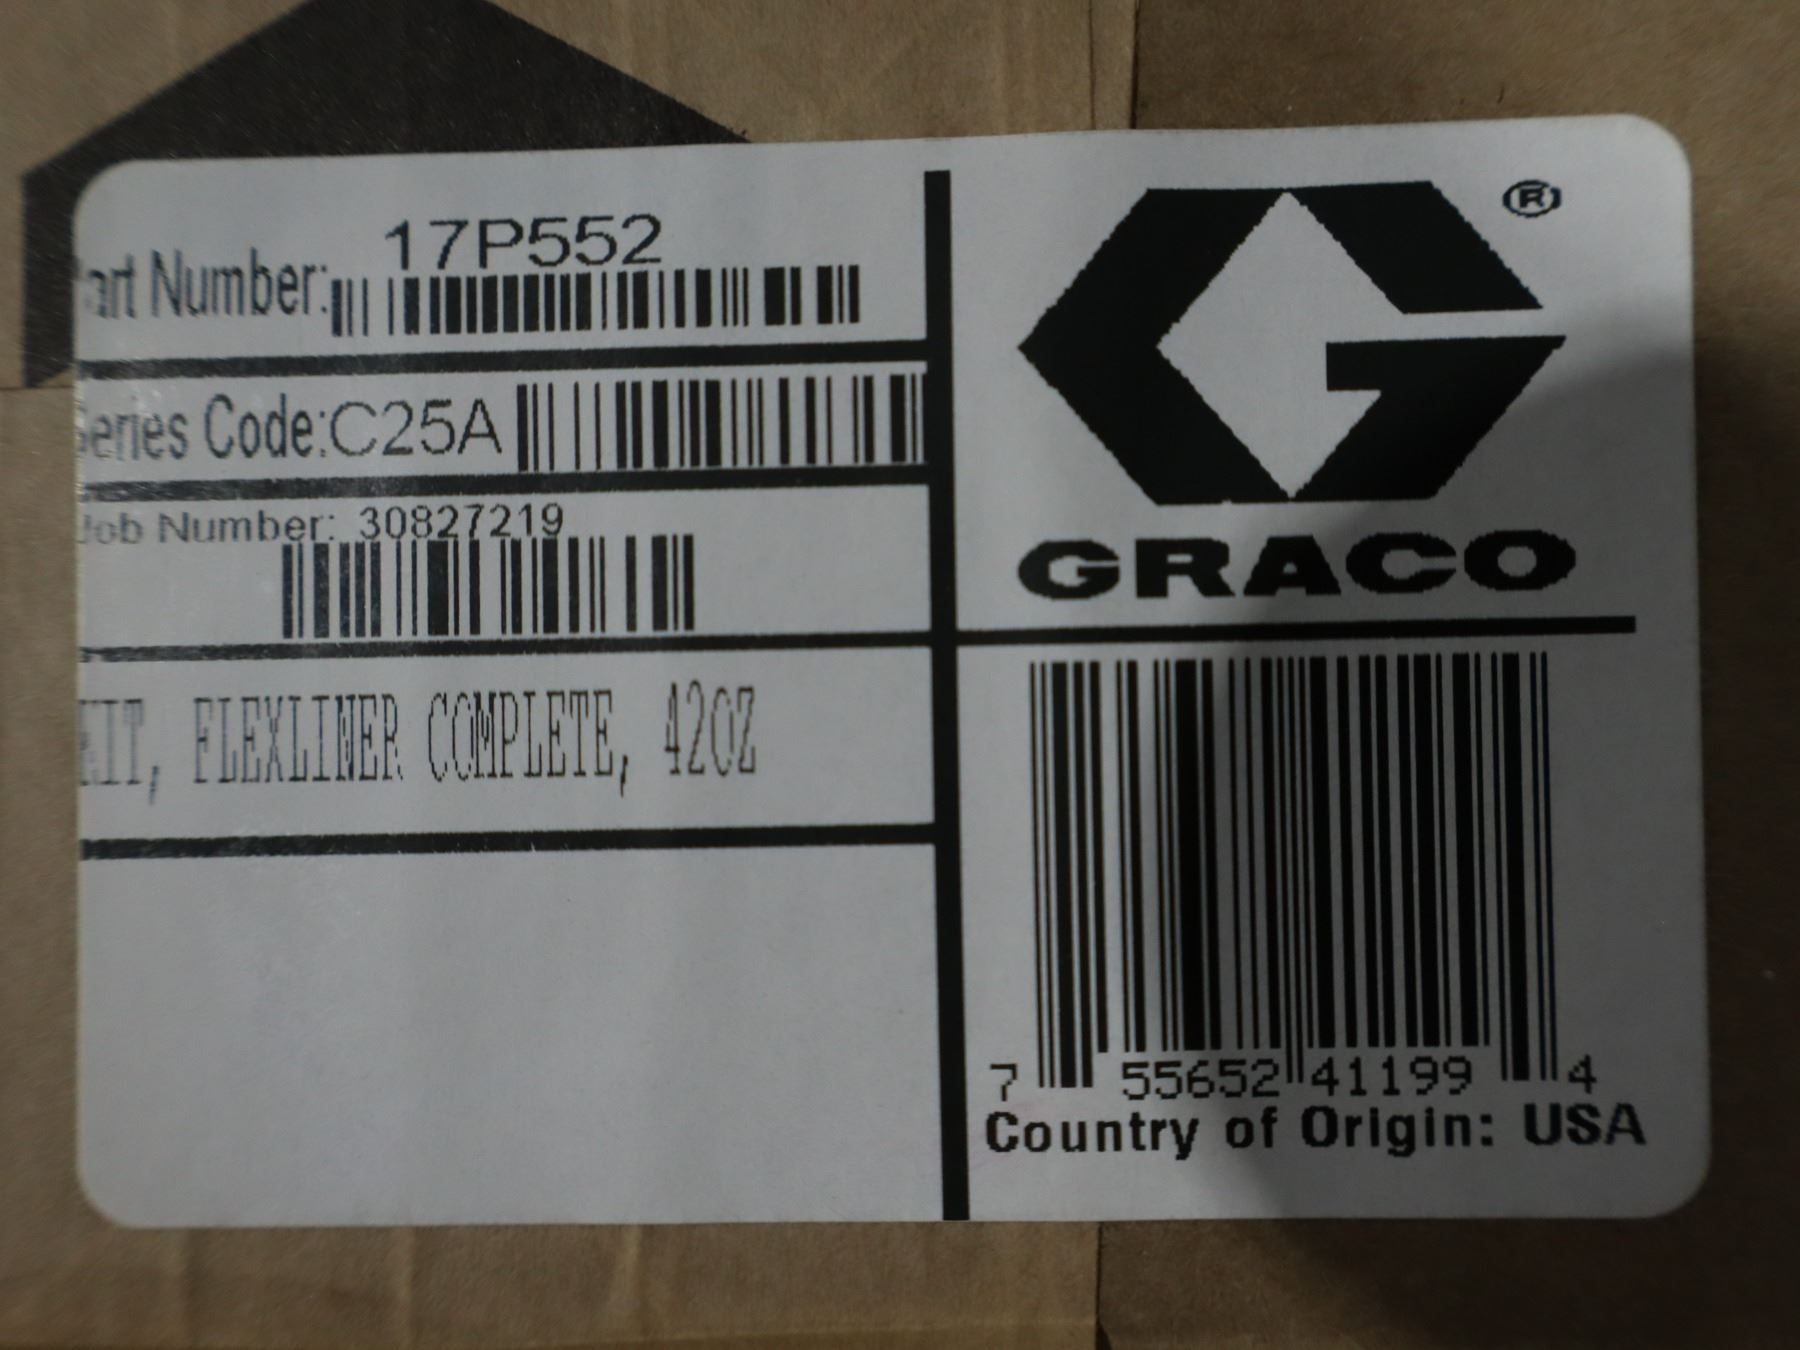 Part Number: 17P552
Series Code:C25A
Job Number: 30827219
KIT, FLEXLINER COMPLETE, 42OZ
®
GRACO
7 55652 41199 4
Country of Origin: USA